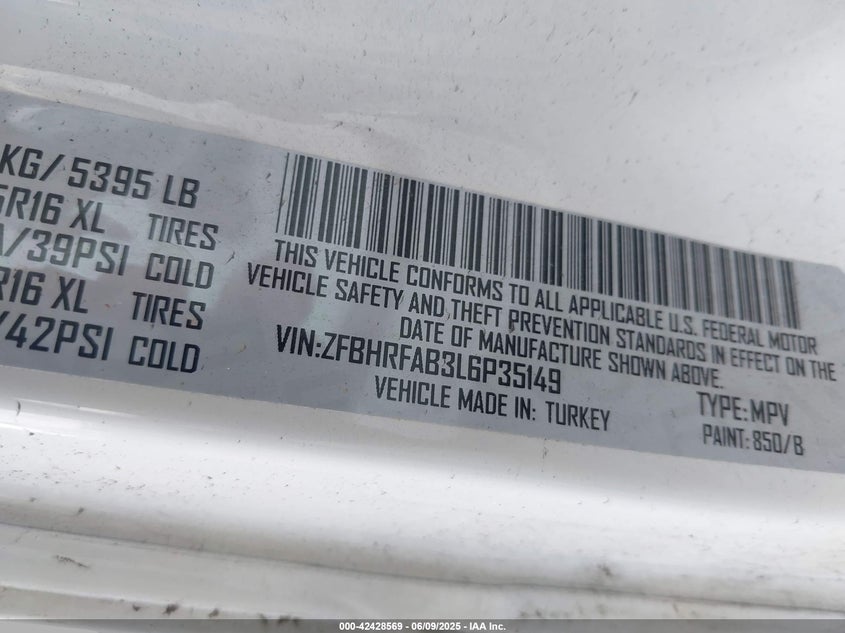 KG/ 5395 LB
R16 XL TIRES
/39PSI COLD
R16 XL TIRES
/42PSI COLD
THIS VEHICLE CONFORMS TO ALL APPLICABLE U.S. FEDERAL MOTOR
VEHICLE SAFETY AND THEFT PREVENTION STANDARDS IN EFFECT ON THE
DATE OF MANUFACTURE SHOWN ABOVE.
VIN:ZFBHRFAB3L6P35149
TYPE: MPV
VEHICLE MADE IN: TURKEY
PAINT: 850/B
000-42428569 - 06/09/2025 - IAA Inc.